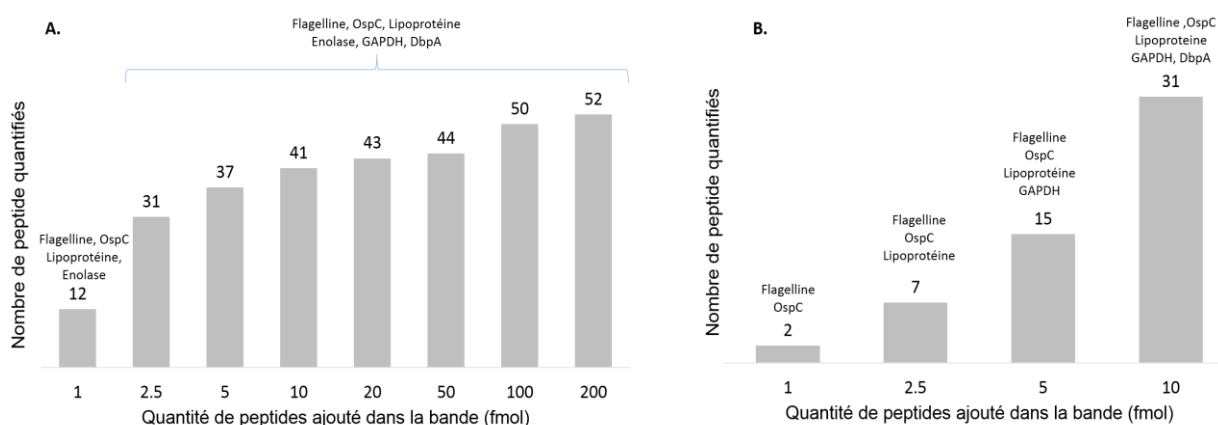 A.
Flagelline, OspC, Lipoprotéine
Enolase, GAPDH, DbpA
Nombre de peptide quantifiés
Flagelline, OspC
Lipoprotéine,
Enolase
12
31
37
41
43
44
50
52
1
2.5
5
10
20
50
100
200
Quantité de peptides ajouté dans la bande (fmol)
B.
Nombre de peptide quantifiés
Flagelline
OspC
2
Flagelline
OspC
Lipoprotéine
7
Flagelline
OspC
Lipoprotéine
GAPDH
15
Flagelline ,OspC
Lipoproteine
GAPDH, DbpA
31
1
2.5
5
10
Quantité de peptides ajouté dans la bande (fmol)